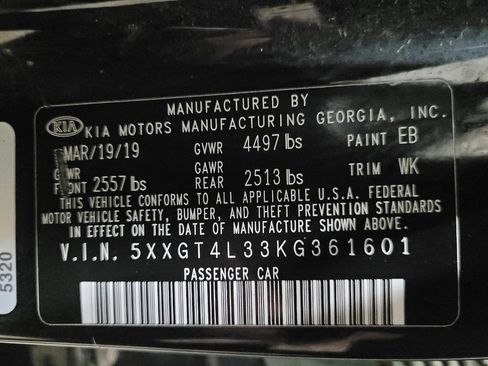 MANUFACTURED BY
KIA KIA MOTORS MANUFACTURING GEORGIA, INC.
MAR/19/19 GVWR 4497 lbs PAINT EB
GAWR
FRONT 2557 lbs REAR 2513 lbs TRIM WK
THIS VEHICLE CONFORMS TO ALL APPLICABLE U.S.A. FEDERAL
MOTOR VEHICLE SAFETY, BUMPER, AND THEFT PREVENTION STANDARDS
IN EFFECT ON THE DATE OF MANUFACTURE SHOWN ABOVE.
V.I.N. 5XXGT4L33KG361601
PASSENGER CAR
5320